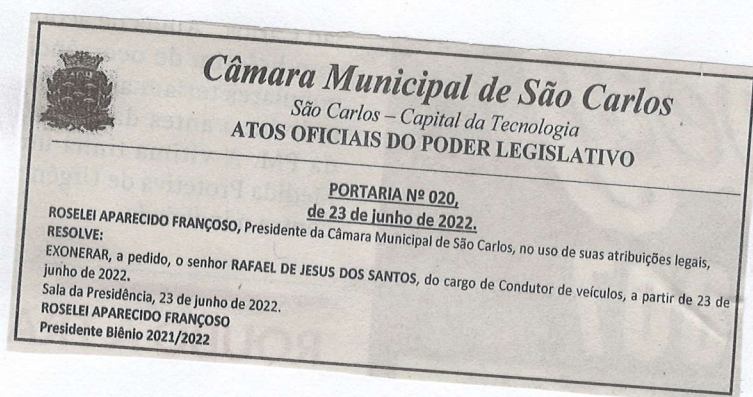 Câmara Municipal de São Carlos
São Carlos – Capital da Tecnologia
ATOS OFICIAIS DO PODER LEGISLATIVO
PORTARIA Nº 020,
de 23 de junho de 2022.
ROSELEI APARECIDO FRANÇOSO, Presidente da Câmara Municipal de São Carlos, no uso de suas atribuições legais,
RESOLVE:
EXONERAR, a pedido, o senhor RAFAEL DE JESUS DOS SANTOS, do cargo de Condutor de veículos, a partir de 23 de
junho de 2022.
Sala da Presidência, 23 de junho de 2022.
ROSELEI APARECIDO FRANÇOSO
Presidente Biênio 2021/2022